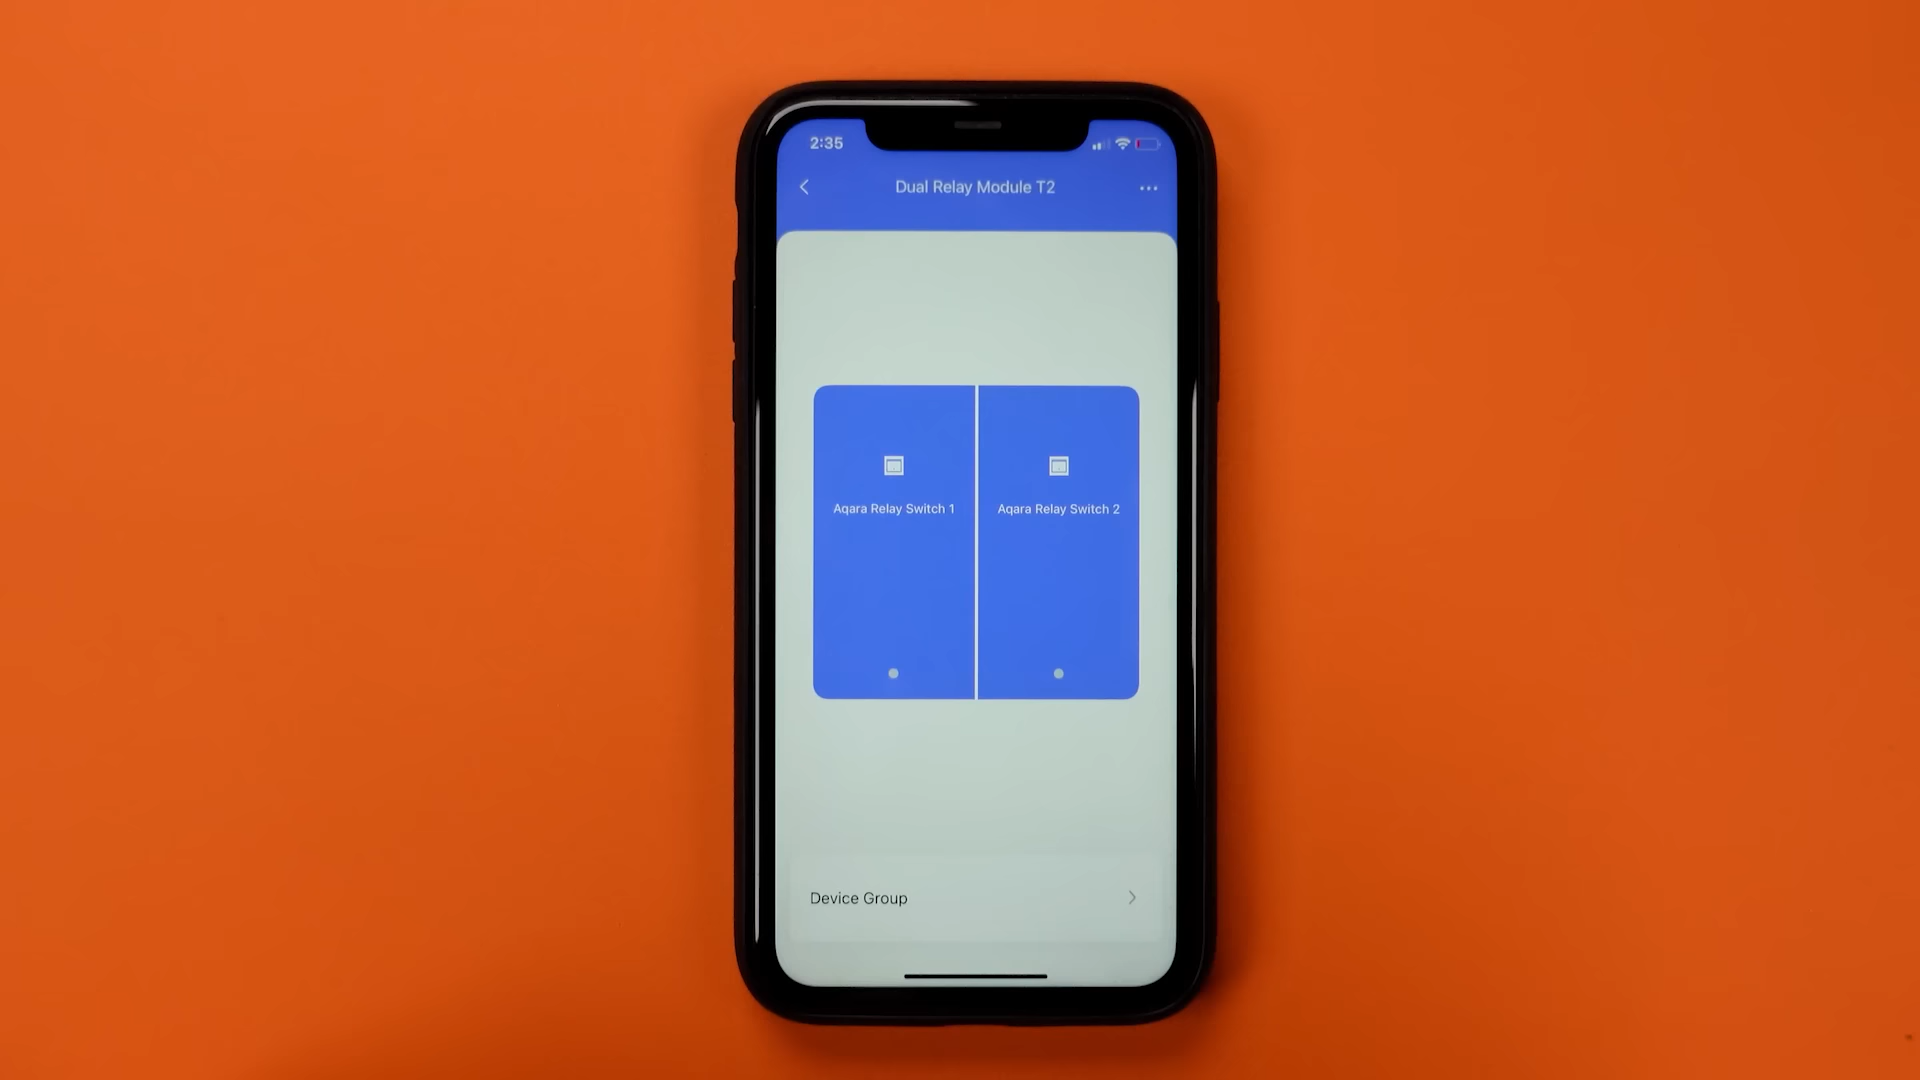 2:35
Dual Relay Module T2
Aqara Relay Switch 1
Aqara Relay Switch 2
Device Group